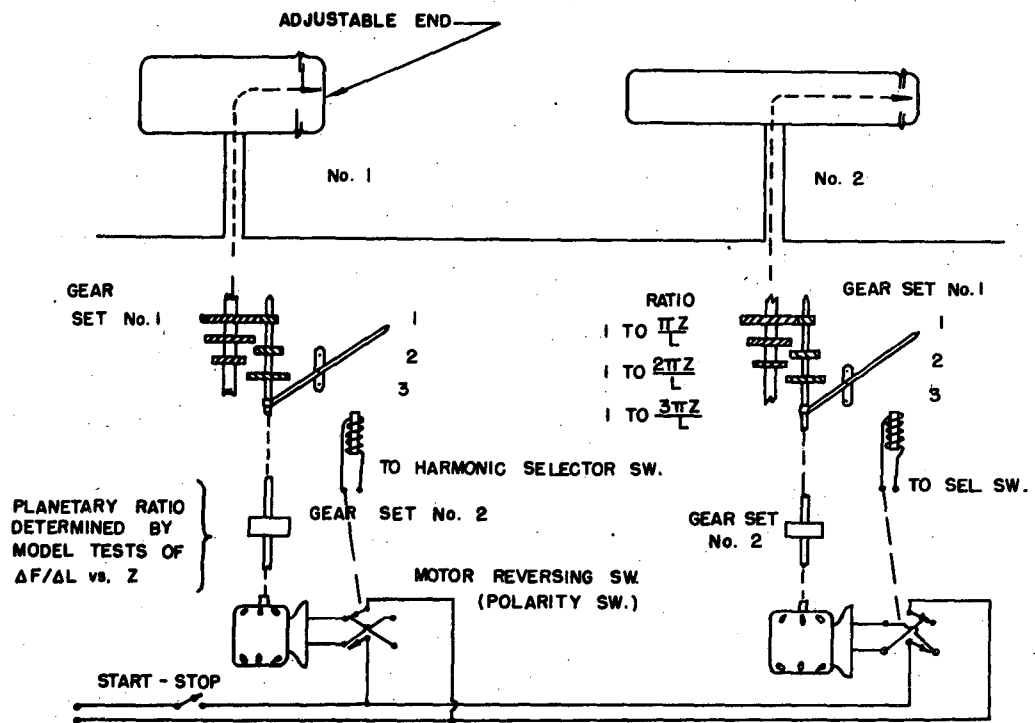 ADJUSTABLE END
No. 1
No. 2
GEAR
SET No. 1
1
2
3
RATIO
1 TO πZ/L
1 TO 2πZ/L
1 TO 3πZ/L
GEAR SET No. 1
1
2
3
TO HARMONIC SELECTOR SW.
TO SEL. SW.
PLANETARY RATIO
DETERMINED BY
MODEL TESTS OF
ΔF/ΔL vs. Z
GEAR SET No. 2
GEAR SET
No. 2
MOTOR REVERSING SW.
(POLARITY SW.)
START - STOP